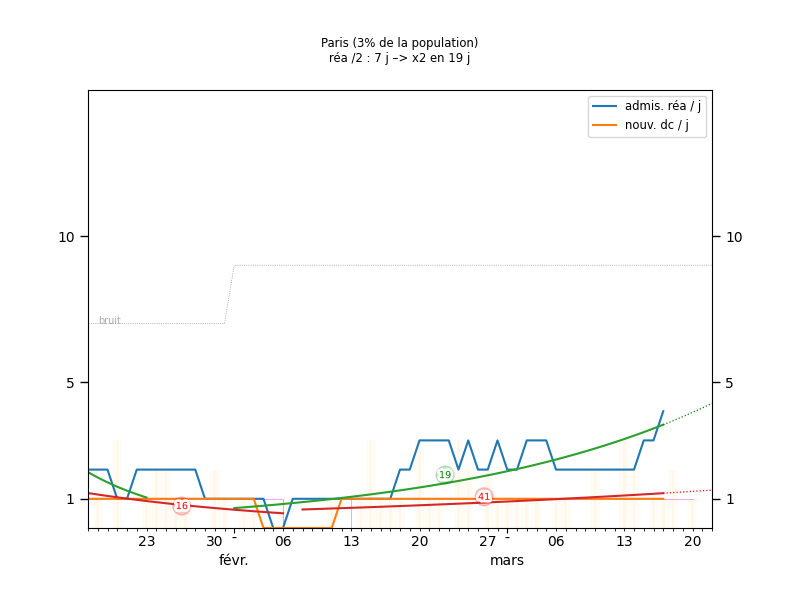 Paris (3% de la population)
réa /2 : 7 j –> x2 en 19 j
admis. réa / j
nouv. dc / j
10 10
bruit
5 5
19
41
16
1 1
23 30 - 06 13 20 27 - 06 13 20
févr. mars